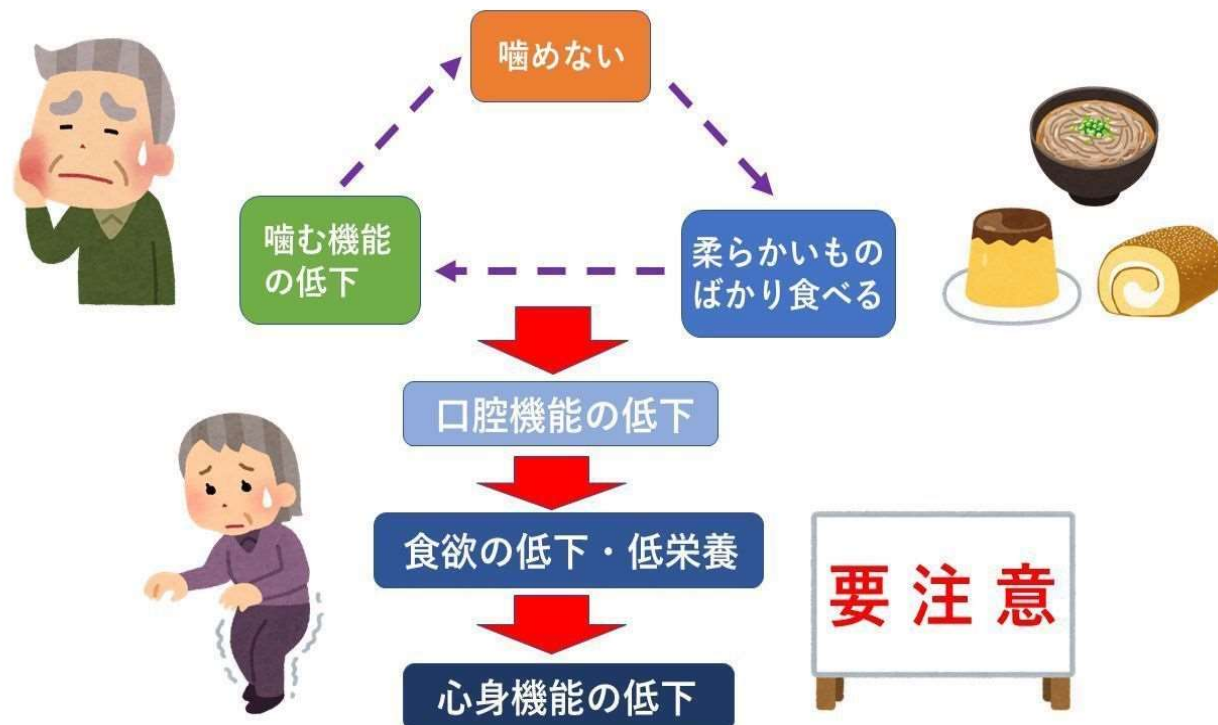 噛めない
噛む機能
の低下
柔らかいもの
ばかり食べる
口腔機能の低下
食欲の低下・低栄養
心身機能の低下
要注意